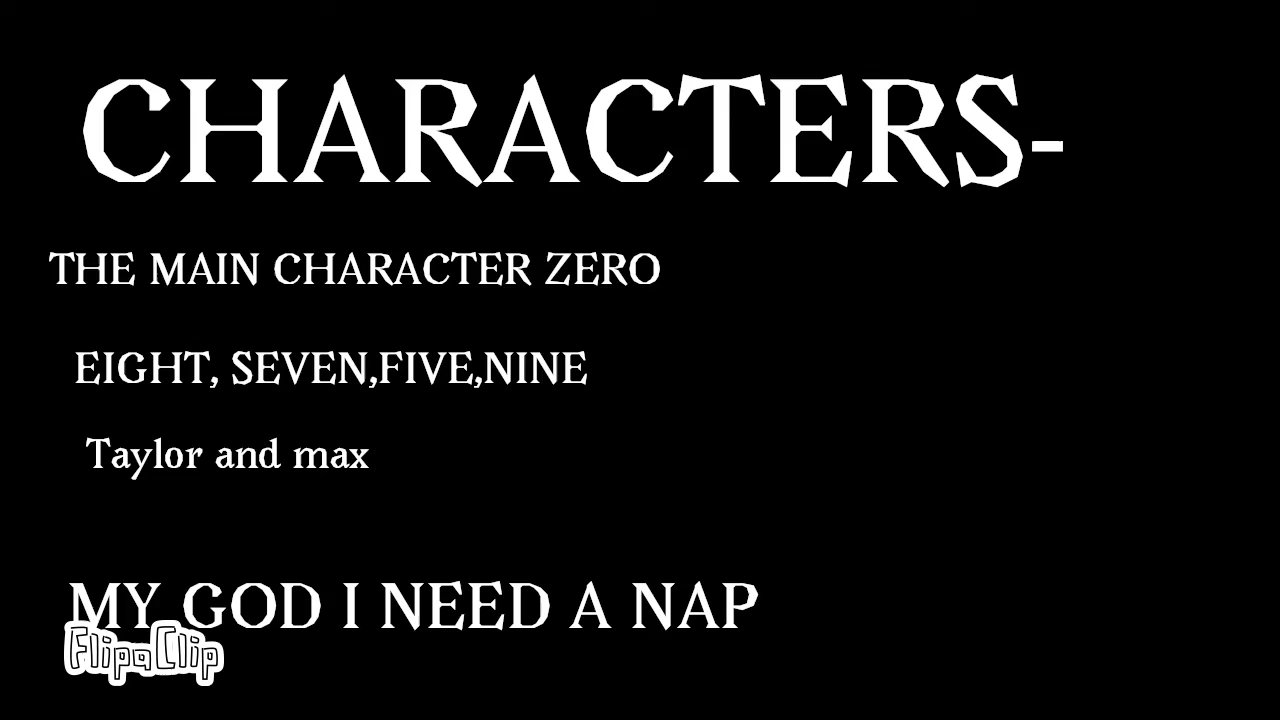 CHARACTERS-
THE MAIN CHARACTER ZERO
EIGHT, SEVEN,FIVE,NINE
Taylor and max
MY GOD I NEED A NAP
FlipaClip